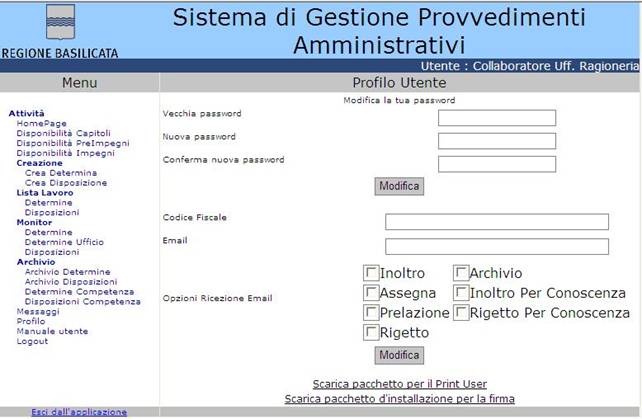 Sistema di Gestione Provvedimenti
Amministrativi
REGIONE BASILICATA
Utente : Collaboratore Uff. Ragioneria
Menu
Attività
HomePage
Disponibilità Capitoli
Disponibilità PreImpegni
Disponibilità Impegni
Creazione
Crea Determina
Crea Disposizione
Lista Lavoro
Determine
Disposizioni
Monitor
Determine
Determine Ufficio
Disposizioni
Archivio
Archivio Determine
Archivio Disposizioni
Determine Competenza
Disposizioni Competenza
Messaggi
Profilo
Manuale utente
Logout
Esci dall'applicazione
Profilo Utente
Modifica la tua password
Vecchia password
Nuova password
Conferma nuova password
Modifica
Codice Fiscale
Email
Opzioni Ricezione Email
Inoltro Archivio
Assegna Inoltro Per Conoscenza
Prelazione Rigetto Per Conoscenza
Rigetto
Modifica
Scarica pacchetto per il Print User
Scarica pacchetto d'installazione per la firma